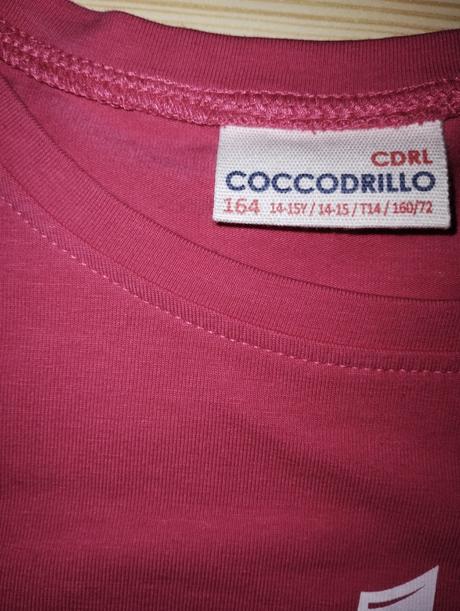 CDRL
COCCODRILLO
164 14-15Y / 14-15 / T14 / 160/72